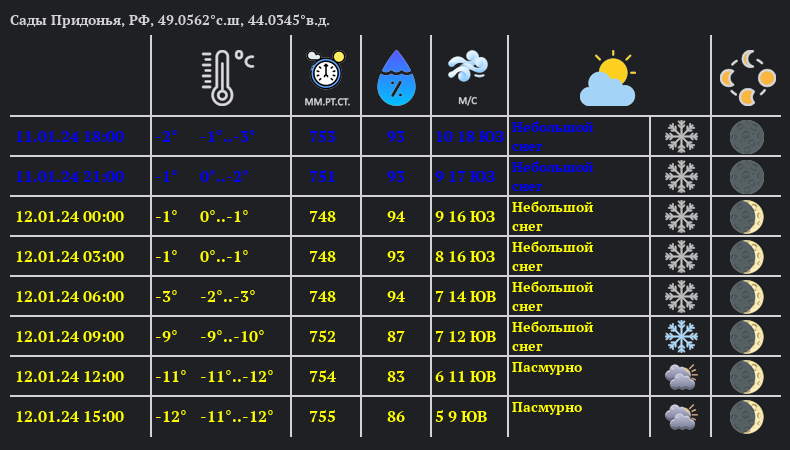 Сады Придонья, РФ, 49.0562°с.ш, 44.0345°в.д.
°C
ММ.РТ.СТ.
%
М/С
11.01.24 18:00 2° 1°..3° 753 93 10 18 ЮЗ Небольшой
снег
11.01.24 21:00 1° 0°..2° 751 93 9 17 ЮЗ Небольшой
снег
12.01.24 00:00 -1° 0°..-1° 748 94 9 16 ЮЗ Небольшой
снег
12.01.24 03:00 -1° 0°..-1° 748 93 8 16 ЮЗ Небольшой
снег
12.01.24 06:00 -3° -2°..-3° 748 94 7 14 ЮВ Небольшой
снег
12.01.24 09:00 -9° -9°..-10° 752 87 7 12 ЮВ Небольшой
снег
12.01.24 12:00 -11° -11°..-12° 754 83 6 11 ЮВ Пасмурно
12.01.24 15:00 -12° -11°..-12° 755 86 5 9 ЮВ Пасмурно